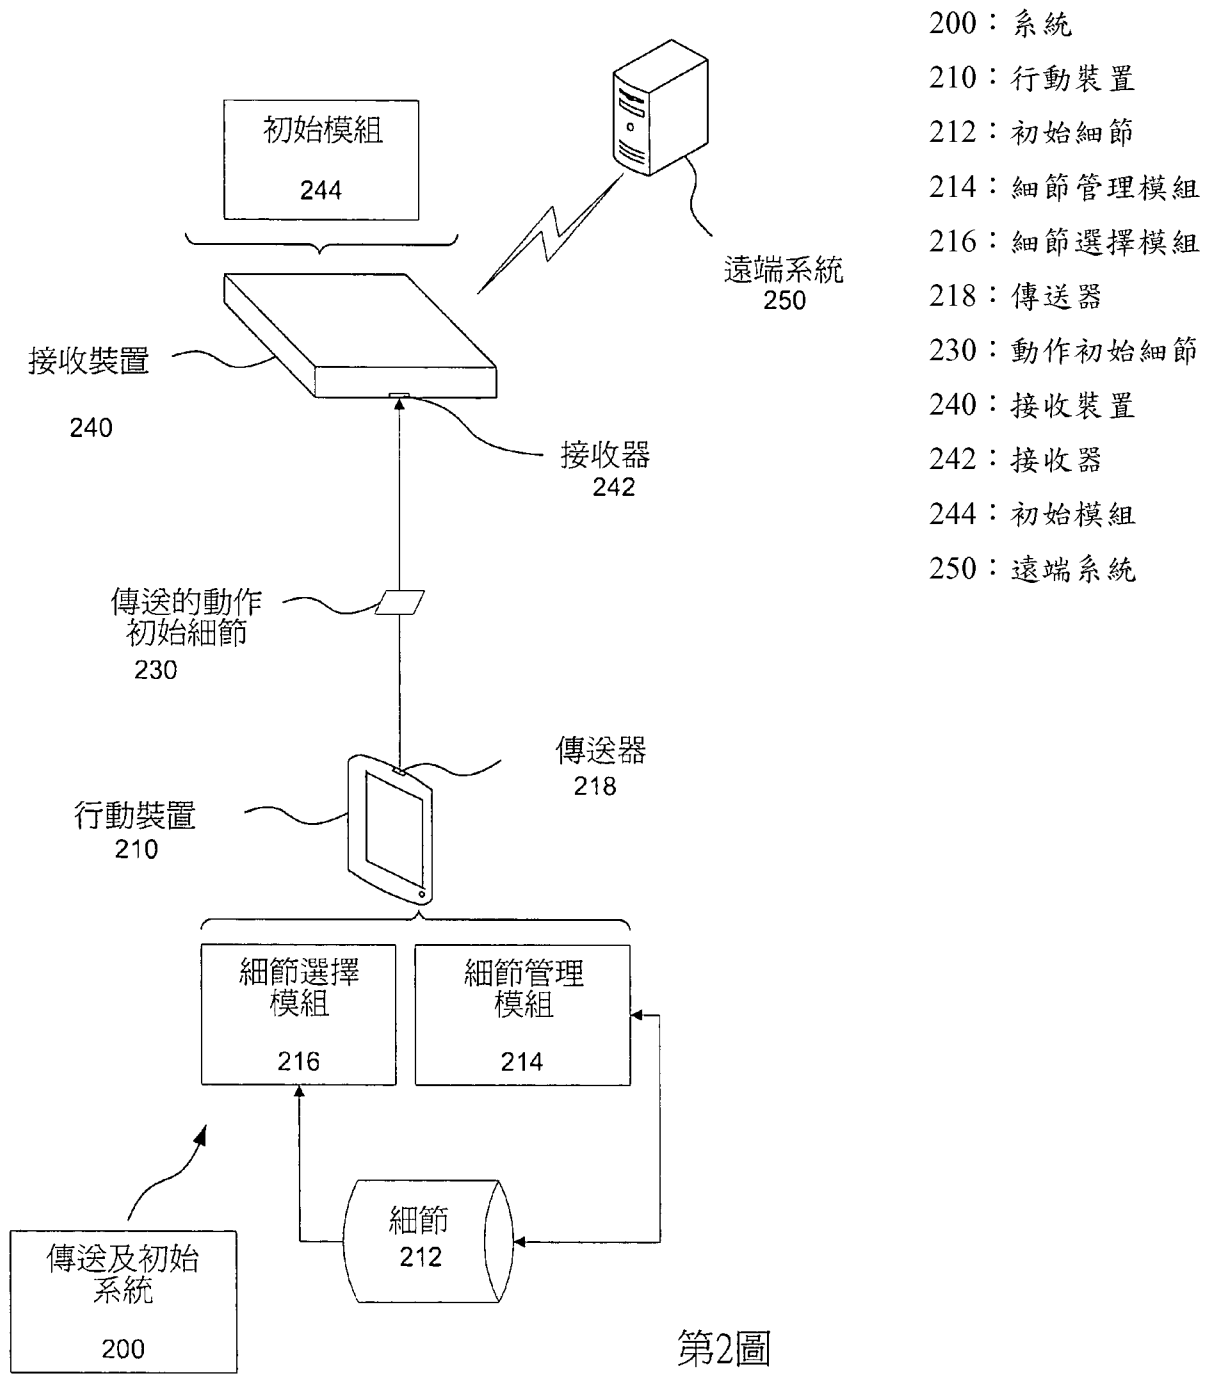 初始模組
244
遠端系統
250
接收裝置
240
接收器
242
傳送的動作
初始細節
230
傳送器
218
行動裝置
210
細節選擇
模組
216
細節管理
模組
214
細節
212
傳送及初始
系統
200
第2圖
200：系統
210：行動裝置
212：初始細節
214：細節管理模組
216：細節選擇模組
218：傳送器
230：動作初始細節
240：接收裝置
242：接收器
244：初始模組
250：遠端系統